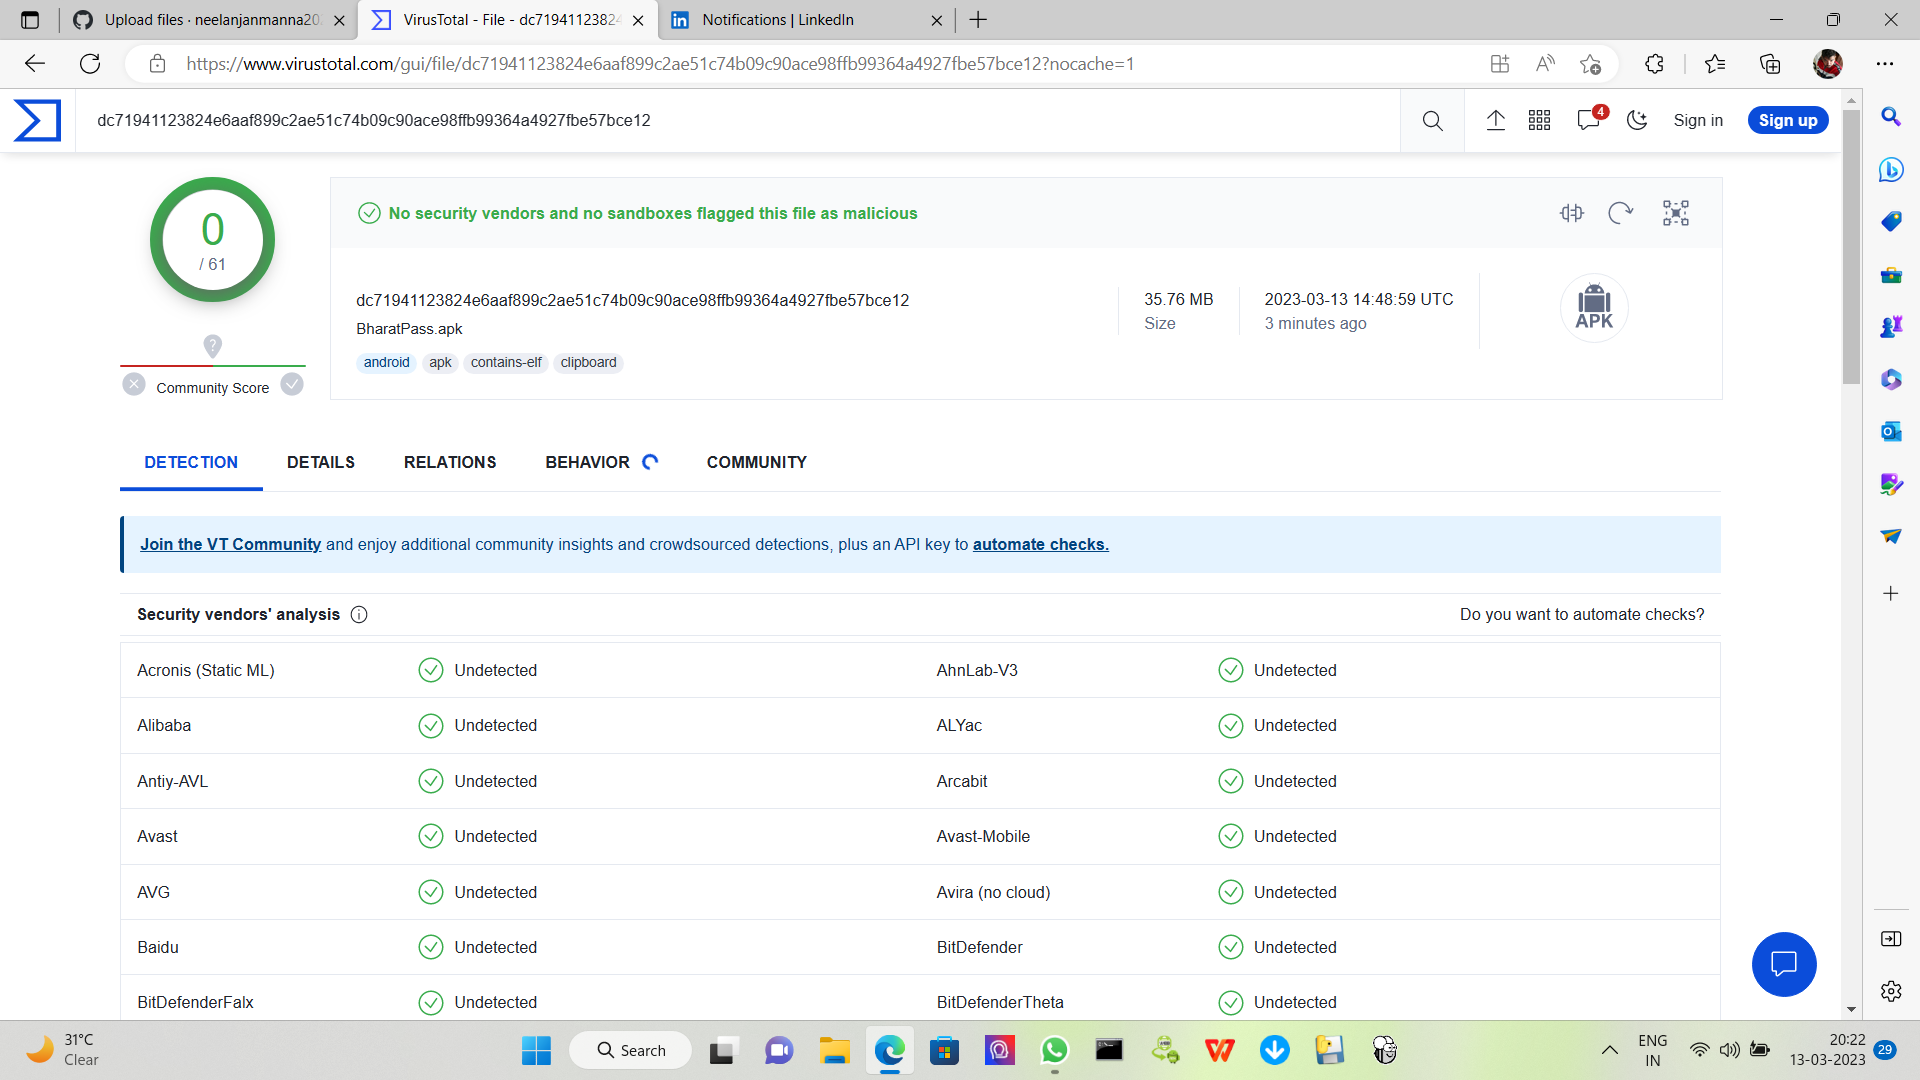 Upload files · neelanjanmanna20
VirusTotal - File - dc7194112382
Notifications | LinkedIn
https://www.virustotal.com/gui/file/dc71941123824e6aaf899c2ae51c74b09c90ace98ffb99364a4927fbe57bce12?nocache=1
dc71941123824e6aaf899c2ae51c74b09c90ace98ffb99364a4927fbe57bce12
4
Sign in
Sign up
0
/ 61
No security vendors and no sandboxes flagged this file as malicious
dc71941123824e6aaf899c2ae51c74b09c90ace98ffb99364a4927fbe57bce12
BharatPass.apk
android
apk
contains-elf
clipboard
35.76 MB
Size
2023-03-13 14:48:59 UTC
3 minutes ago
APK
?
Community Score
DETECTION
DETAILS
RELATIONS
BEHAVIOR
COMMUNITY
Join the VT Community and enjoy additional community insights and crowdsourced detections, plus an API key to automate checks.
Security vendors' analysis
Do you want to automate checks?
Acronis (Static ML) Undetected AhnLab-V3 Undetected
Alibaba Undetected ALYac Undetected
Antiy-AVL Undetected Arcabit Undetected
Avast Undetected Avast-Mobile Undetected
AVG Undetected Avira (no cloud) Undetected
Baidu Undetected BitDefender Undetected
BitDefenderFalx Undetected BitDefenderTheta Undetected
31°C
Clear
Search
ENG
IN
20:22
13-03-2023
29